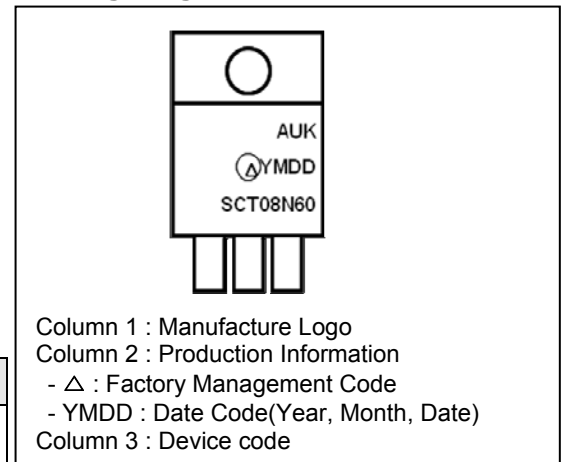 AUK
△YMDD
SCT08N60
Column 1 : Manufacture Logo
Column 2 : Production Information
- △ : Factory Management Code
- YMDD : Date Code(Year, Month, Date)
Column 3 : Device code